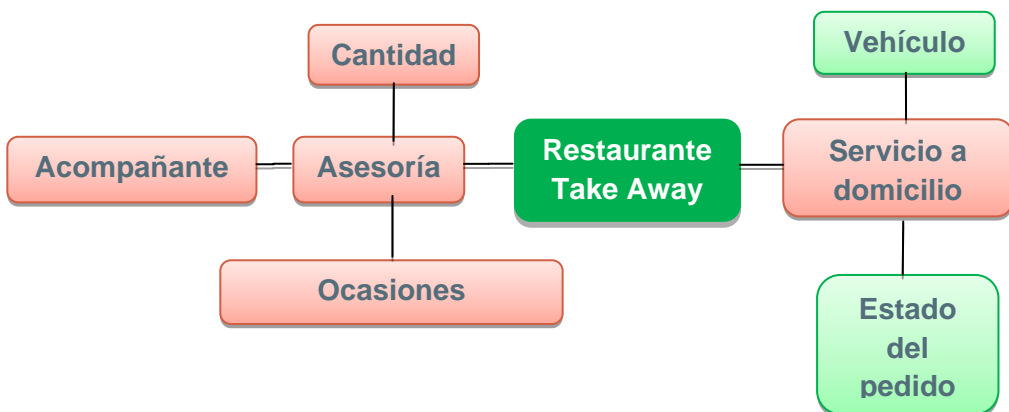 Cantidad
Vehículo
Acompañante
Asesoría
Restaurante
Take Away
Servicio a
domicilio
Ocasiones
Estado
del
pedido